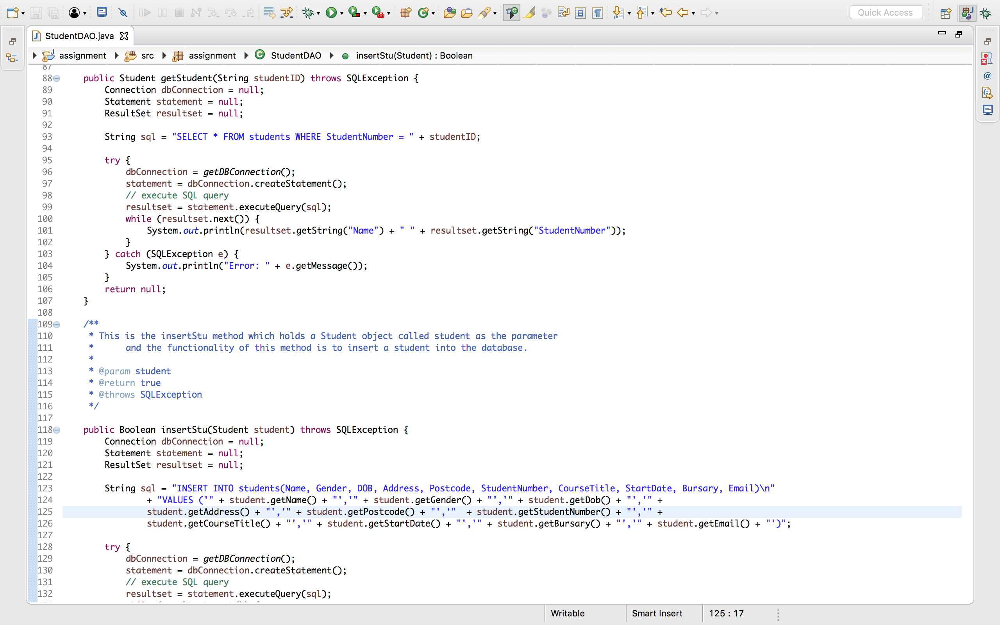 Quick Access
StudentDAO.java
assignment src assignment StudentDAO insertStu(Student) : Boolean
87
88 public Student getStudent(String studentID) throws SQLException {
89 Connection dbConnection = null;
90 Statement statement = null;
91 ResultSet resultset = null;
92
93 String sql = "SELECT * FROM students WHERE StudentNumber = " + studentID;
94
95 try {
96 dbConnection = getDBConnection();
97 statement = dbConnection.createStatement();
98 // execute SQL query
99 resultset = statement.executeQuery(sql);
100 while (resultset.next()) {
101 System.out.println(resultset.getString("Name") + " " + resultset.getString("StudentNumber"));
102 }
103 } catch (SQLException e) {
104 System.out.println("Error: " + e.getMessage());
105 }
106 return null;
107 }
108
109 /**
110 * This is the insertStu method which holds a Student object called student as the parameter
111 * and the functionality of this method is to insert a student into the database.
112 *
113 * @param student
114 * @return true
115 * @throws SQLException
116 */
117
118 public Boolean insertStu(Student student) throws SQLException {
119 Connection dbConnection = null;
120 Statement statement = null;
121 ResultSet resultset = null;
122
123 String sql = "INSERT INTO students(Name, Gender, DOB, Address, Postcode, StudentNumber, CourseTitle, StartDate, Bursary, Email)\n"
124 + "VALUES ('" + student.getName() + "','" + student.getGender() + "','" + student.getDob() + "','" +
125 student.getAddress() + "','" + student.getPostcode() + "','"  + student.getStudentNumber() + "','" +
126 student.getCourseTitle() + "','" + student.getStartDate() + "','" + student.getBursary() + "','" + student.getEmail() + "')";
127
128 try {
129 dbConnection = getDBConnection();
130 statement = dbConnection.createStatement();
131 // execute SQL query
132 resultset = statement.executeQuery(sql);
Writable Smart Insert 125 : 17